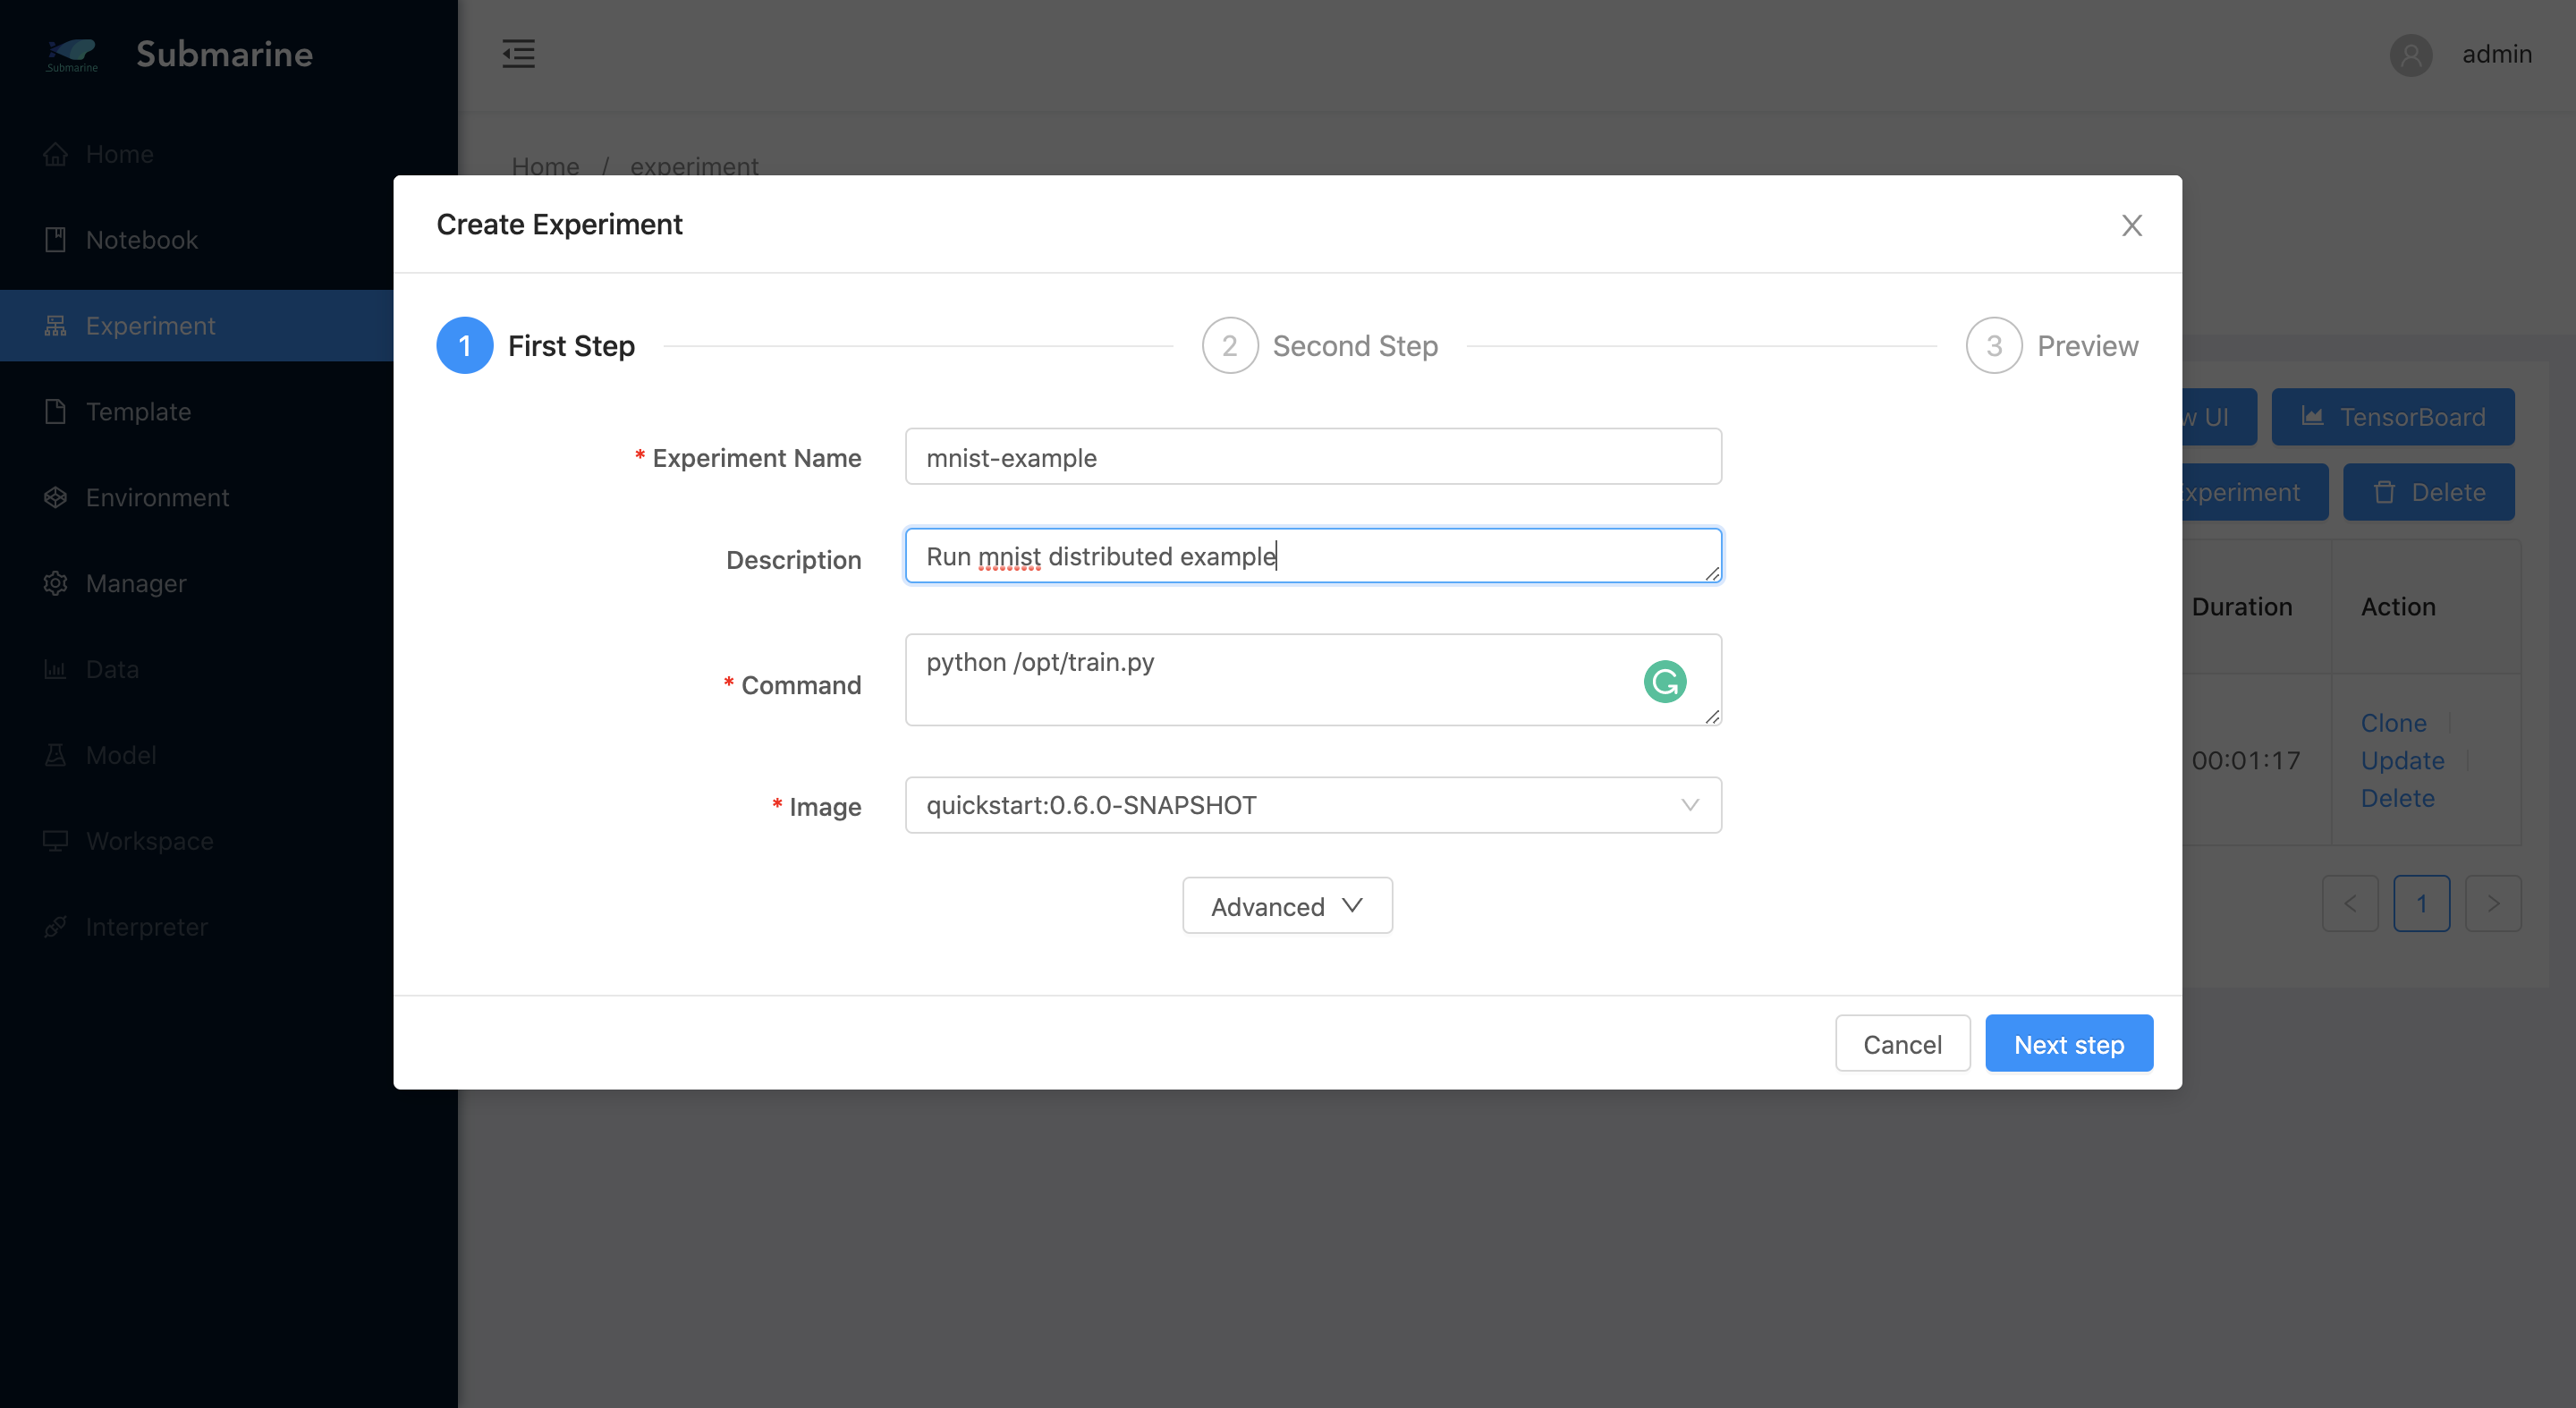 Submarine
Submarine
admin
Home
Notebook
Experiment
Template
Environment
Manager
Data
Model
Workspace
Interpreter
Home / experiment
Create Experiment
1 First Step
2 Second Step
3 Preview
* Experiment Name
mnist-example
Description
Run mnist distributed example
* Command
python /opt/train.py
* Image
quickstart:0.6.0-SNAPSHOT
Advanced
Cancel
Next step
w UI
TensorBoard
xperiment
Delete
Duration
Action
00:01:17
Clone
Update
Delete
< 1 >